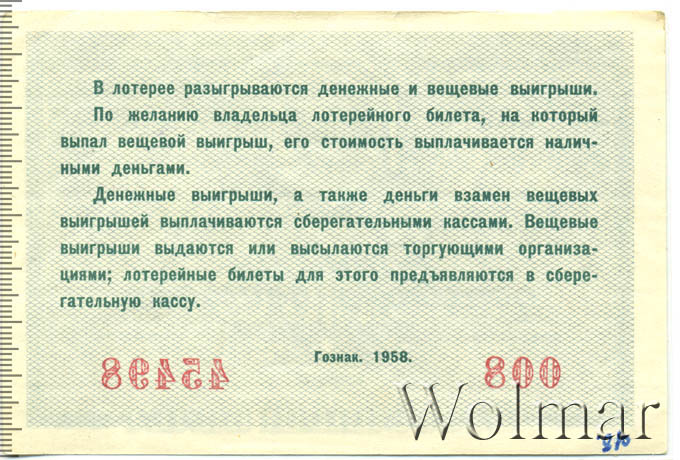 В лотерее разыгрываются денежные и вещевые выигрыши.
По желанию владельца лотерейного билета, на который
выпал вещевой выигрыш, его стоимость выплачивается налич-
ными деньгами.
Денежные выигрыши, а также деньги взамен вещевых
выигрышей выплачиваются сберегательными кассами. Вещевые
выигрыши выдаются или высылаются торгующими организа-
циями; лотерейные билеты для этого предъявляются в сбере-
гательную кассу.
Гознак. 1958.
45498
008
Wolmar